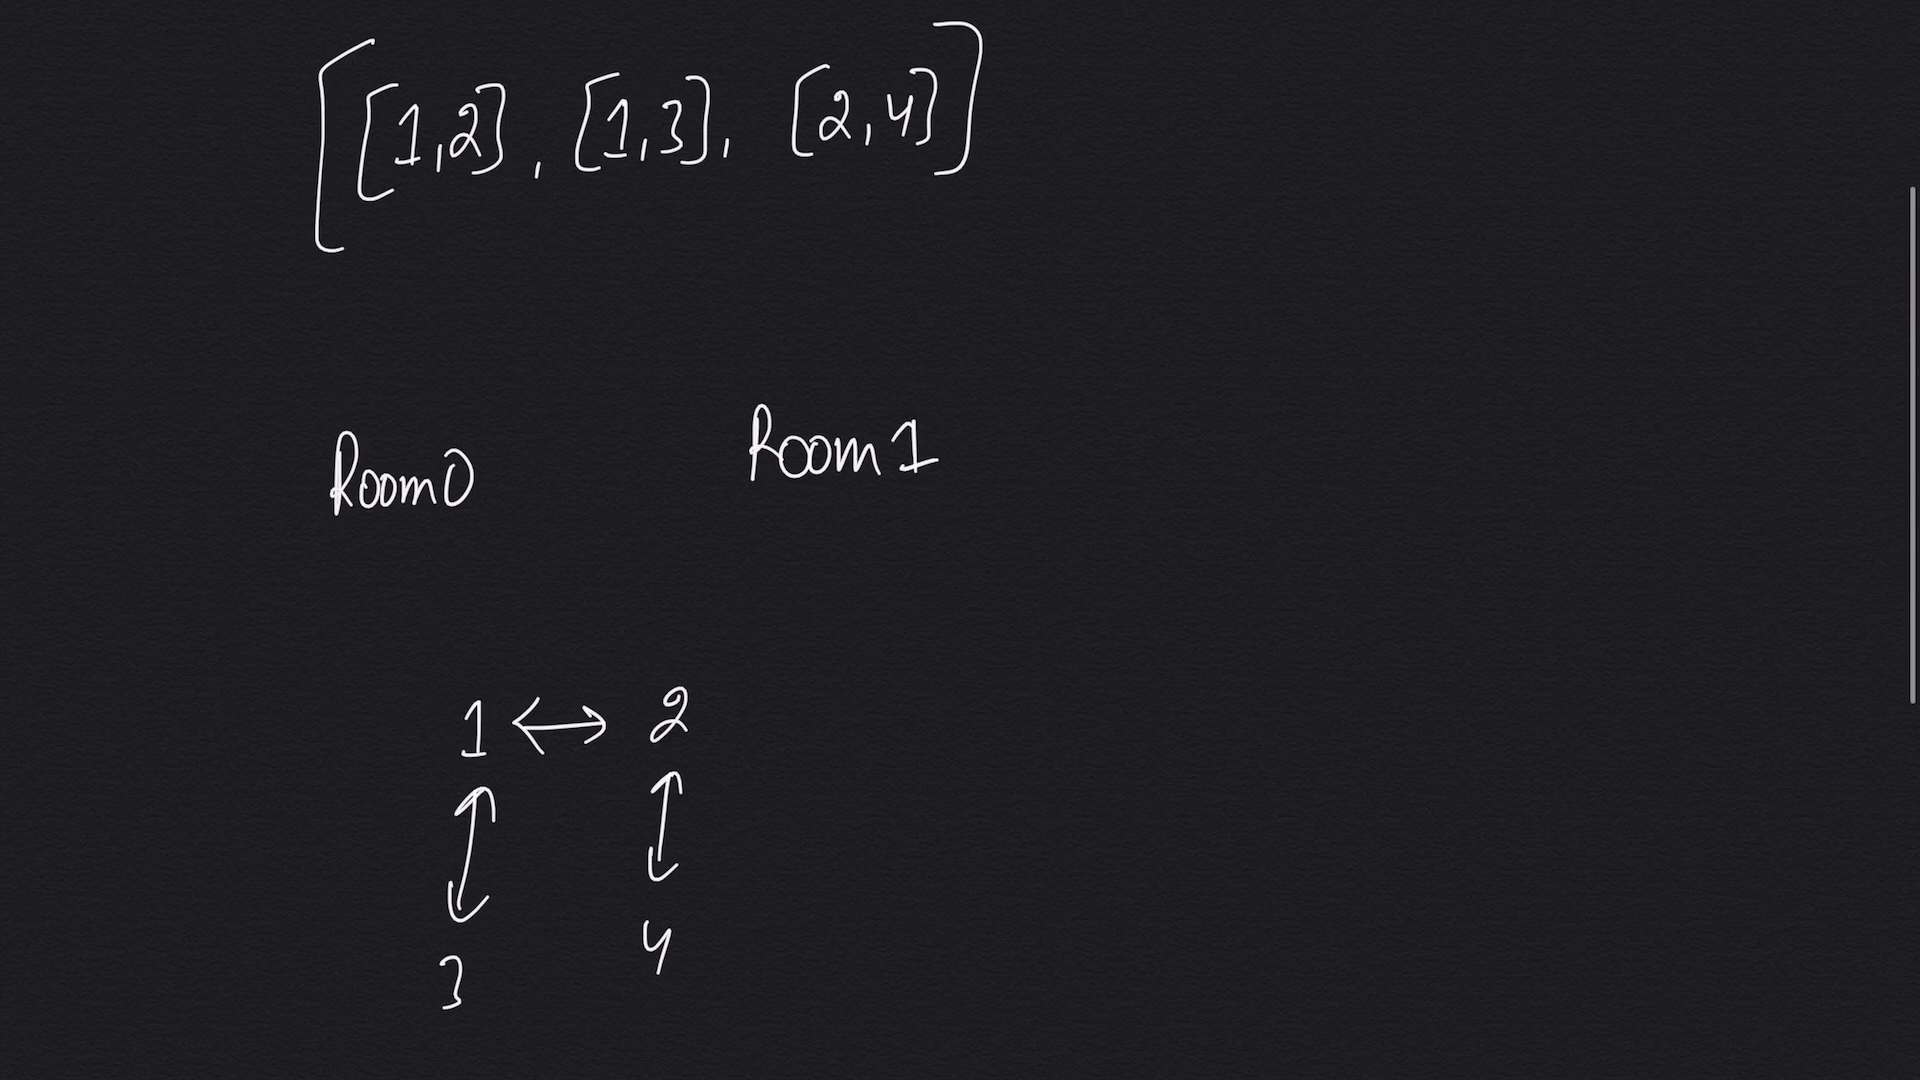 [[1,2], [1,3], [2,4]]
Room0 Room1
1 ↔ 2
↕ ↕
3 4